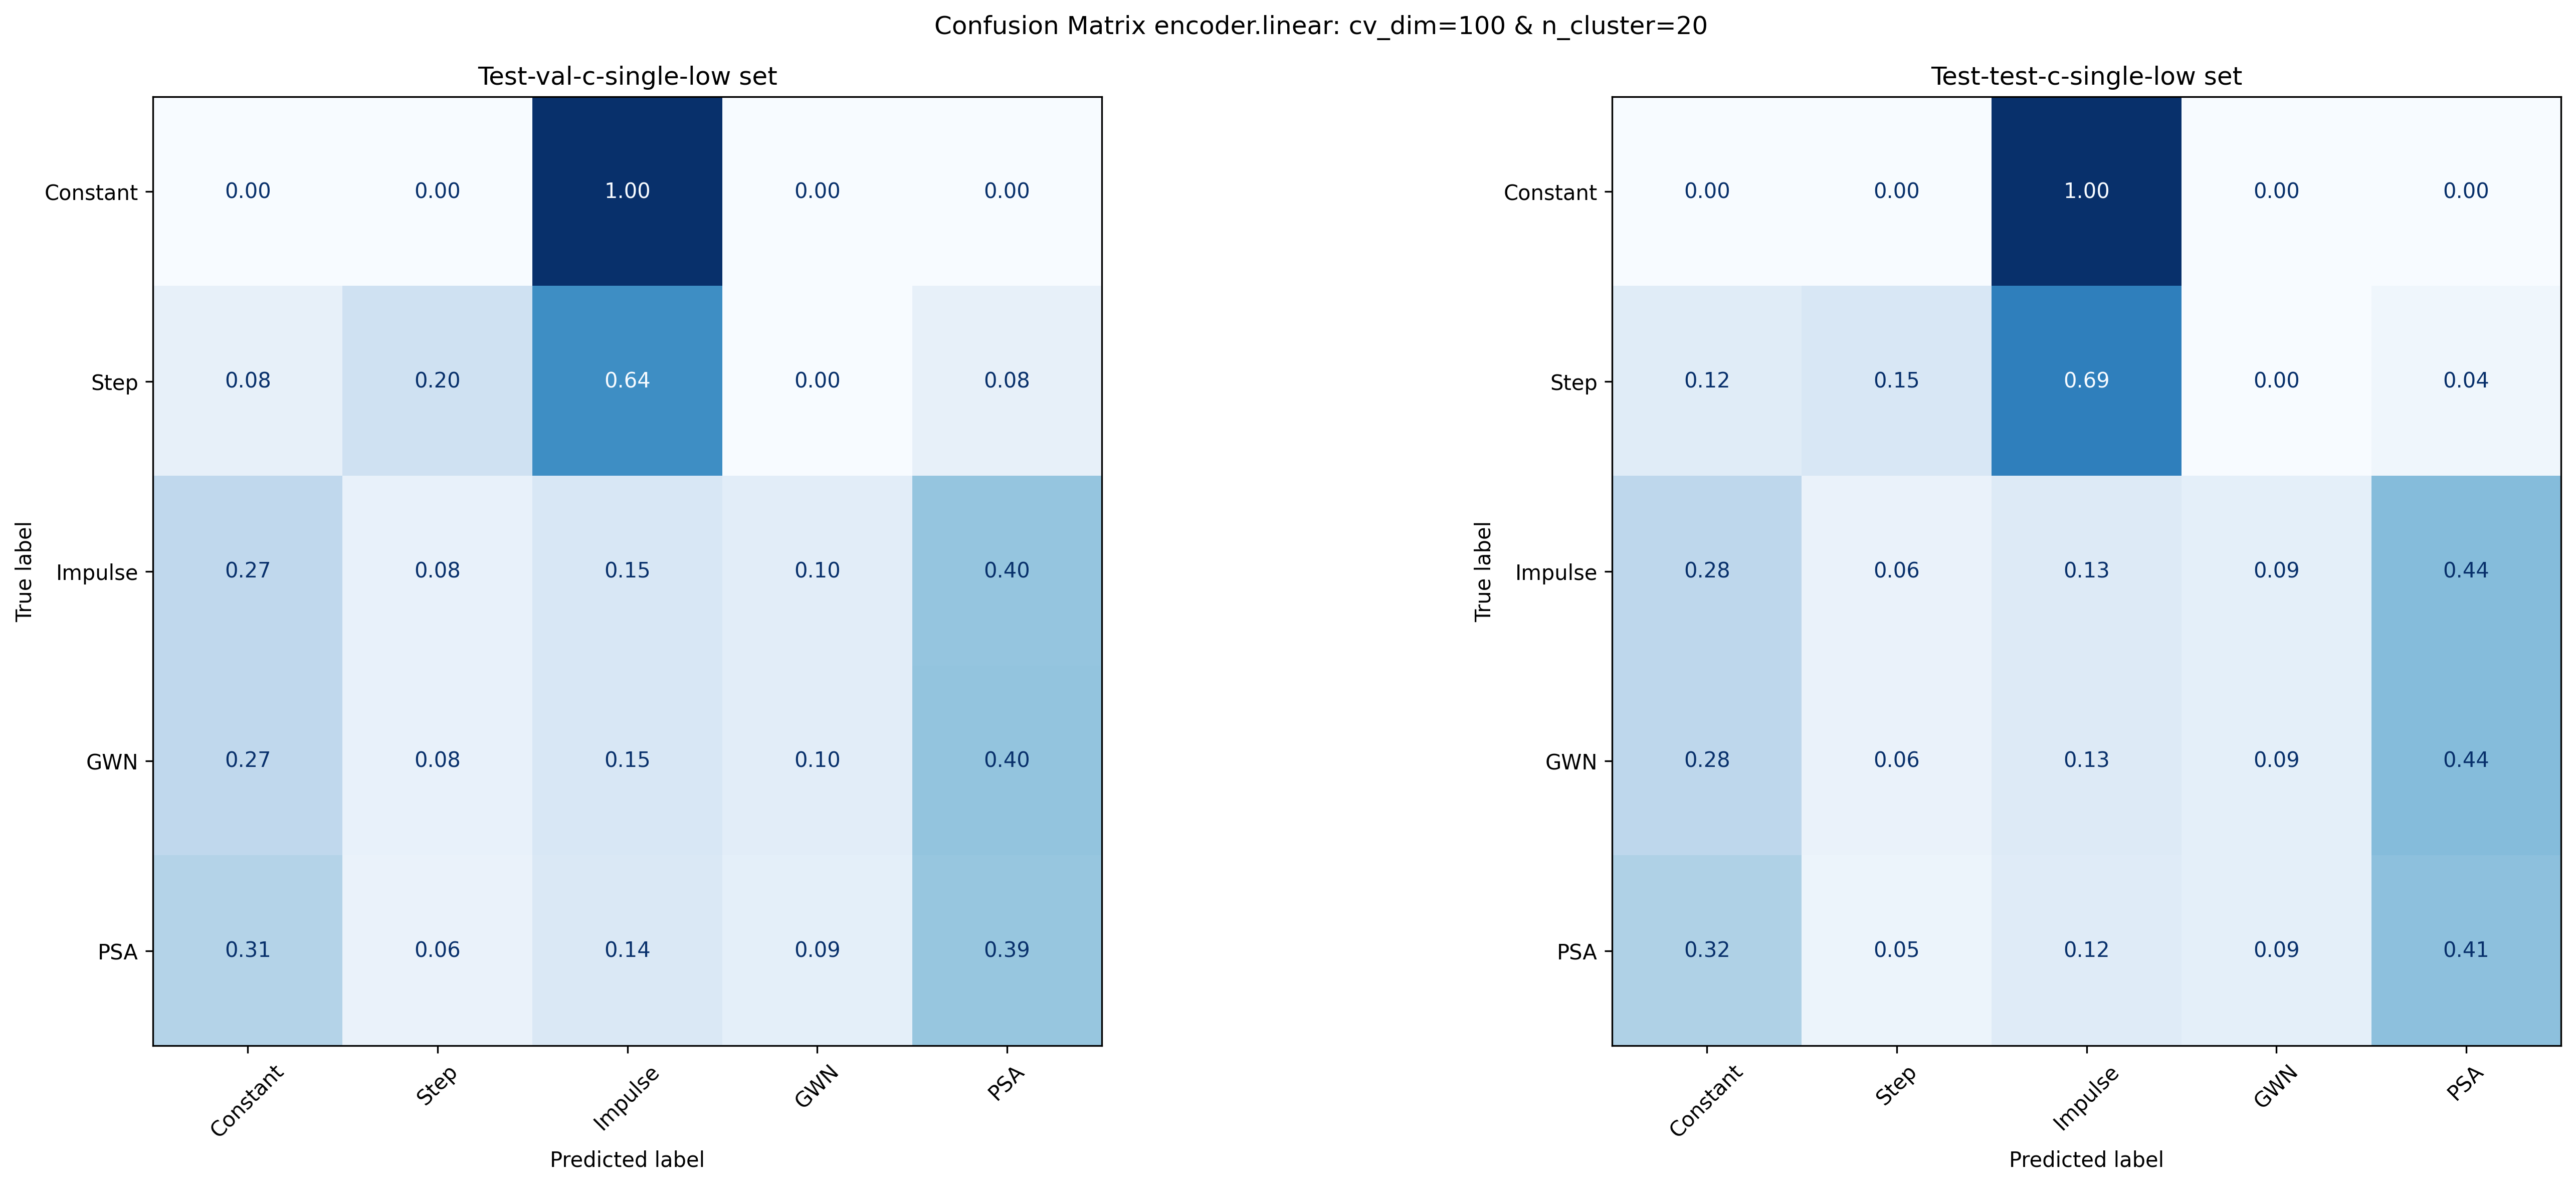 Confusion Matrix encoder.linear: cv_dim=100 & n_cluster=20
Test-val-c-single-low set
True label
Constant 0.00 0.00 1.00 0.00 0.00
Step 0.08 0.20 0.64 0.00 0.08
Impulse 0.27 0.08 0.15 0.10 0.40
GWN 0.27 0.08 0.15 0.10 0.40
PSA 0.31 0.06 0.14 0.09 0.39
Constant Step Impulse GWN PSA
Predicted label
Test-test-c-single-low set
True label
Constant 0.00 0.00 1.00 0.00 0.00
Step 0.12 0.15 0.69 0.00 0.04
Impulse 0.28 0.06 0.13 0.09 0.44
GWN 0.28 0.06 0.13 0.09 0.44
PSA 0.32 0.05 0.12 0.09 0.41
Constant Step Impulse GWN PSA
Predicted label